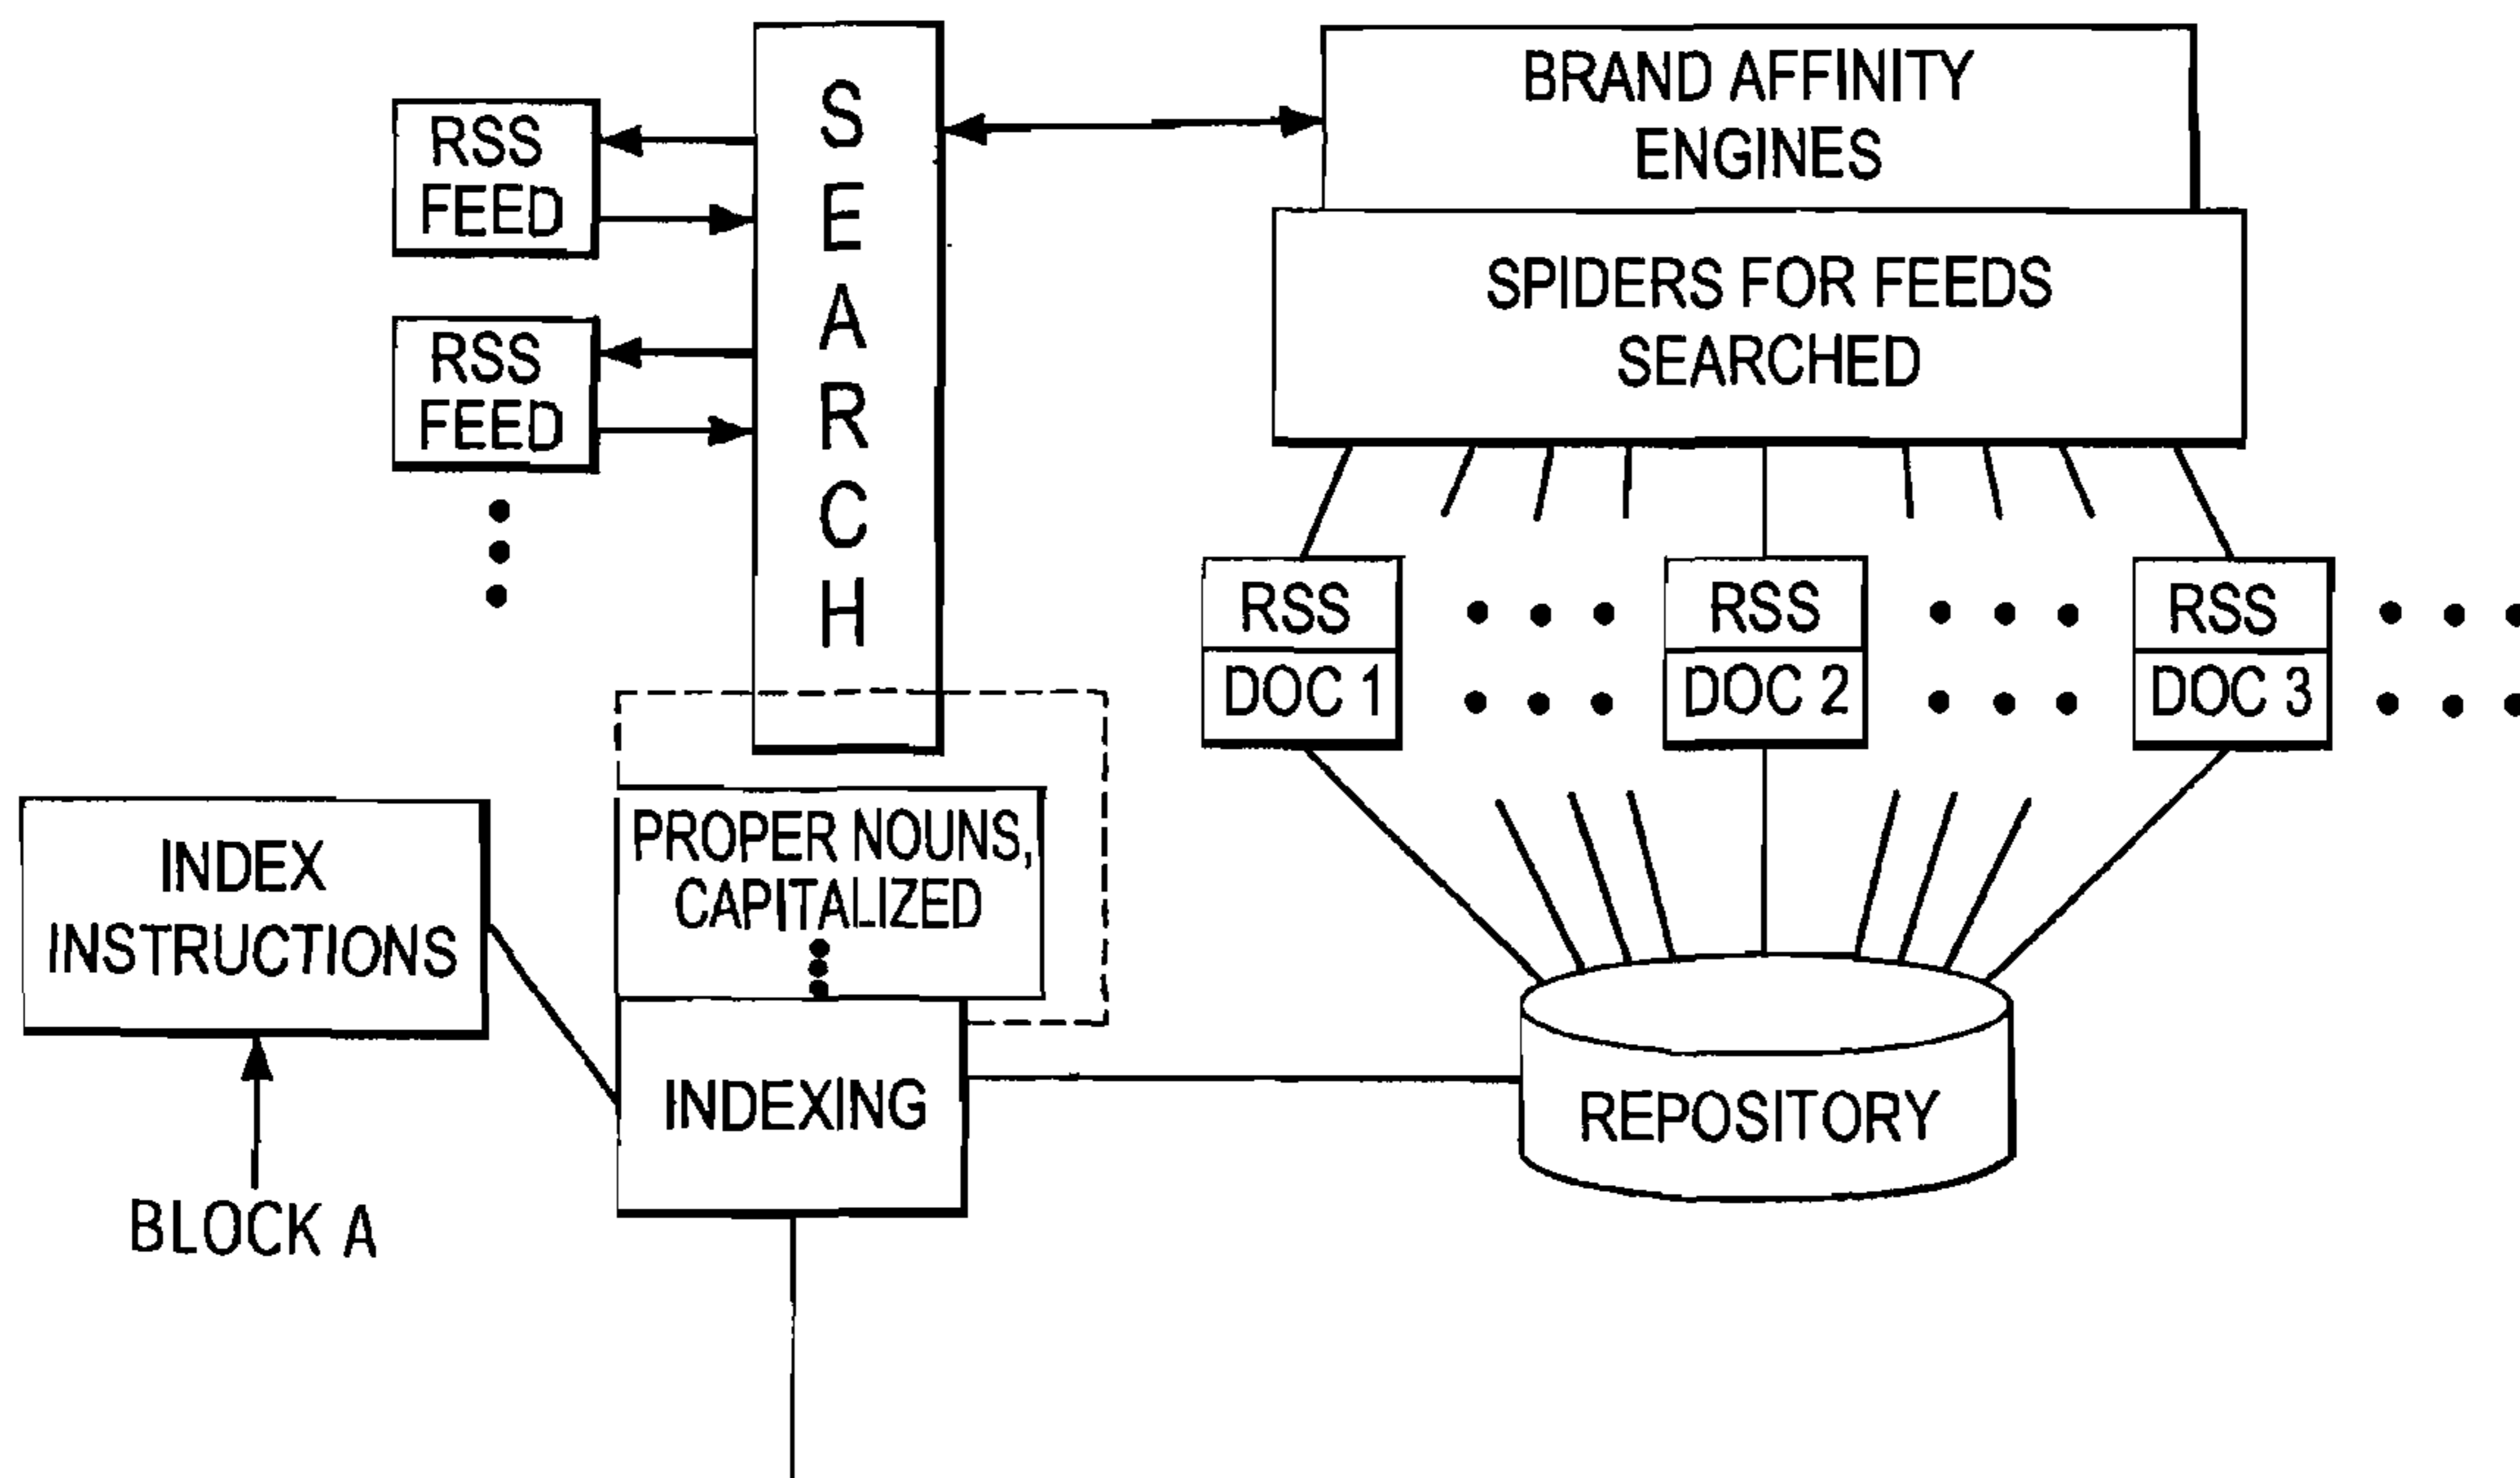 RSS
FEED
RSS
FEED
SEARCH
BRAND AFFINITY
ENGINES
SPIDERS FOR FEEDS
SEARCHED
RSS
DOC 1
RSS
DOC 2
RSS
DOC 3
INDEX
INSTRUCTIONS
BLOCK A
PROPER NOUNS,
CAPITALIZED
INDEXING
REPOSITORY